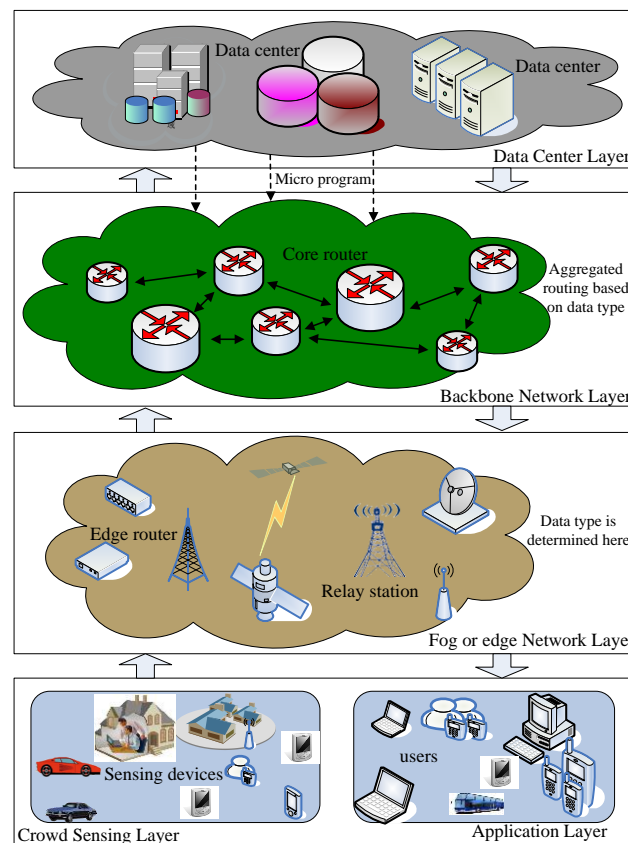 Data center
Data center
Data Center Layer
Micro program
Core router
Aggregated
routing based
on data type
Backbone Network Layer
Edge router
Relay station
Data type is
determined here
Fog or edge Network Layer
Sensing devices
users
Crowd Sensing Layer
Application Layer